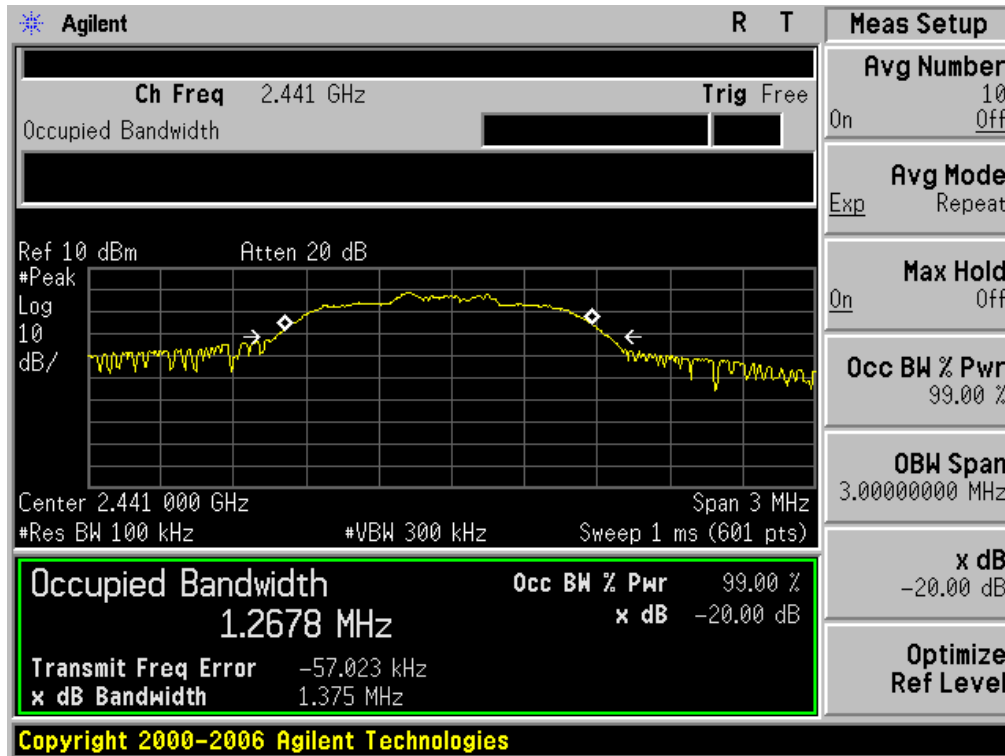 Agilent R T
Ch Freq 2.441 GHz Trig Free
Occupied Bandwidth
Ref 10 dBm Atten 20 dB
#Peak
Log
10
dB/
Center 2.441 000 GHz Span 3 MHz
#Res BW 100 kHz #VBW 300 kHz Sweep 1 ms (601 pts)
Occupied Bandwidth
1.2678 MHz
Occ BW % Pwr 99.00 %
x dB -20.00 dB
Transmit Freq Error -57.023 kHz
x dB Bandwidth 1.375 MHz
Meas Setup
Avg Number
10
On Off
Avg Mode
Exp Repeat
Max Hold
On Off
Occ BW % Pwr
99.00 %
OBW Span
3.00000000 MHz
x dB
-20.00 dB
Optimize
Ref Level
Copyright 2000-2006 Agilent Technologies